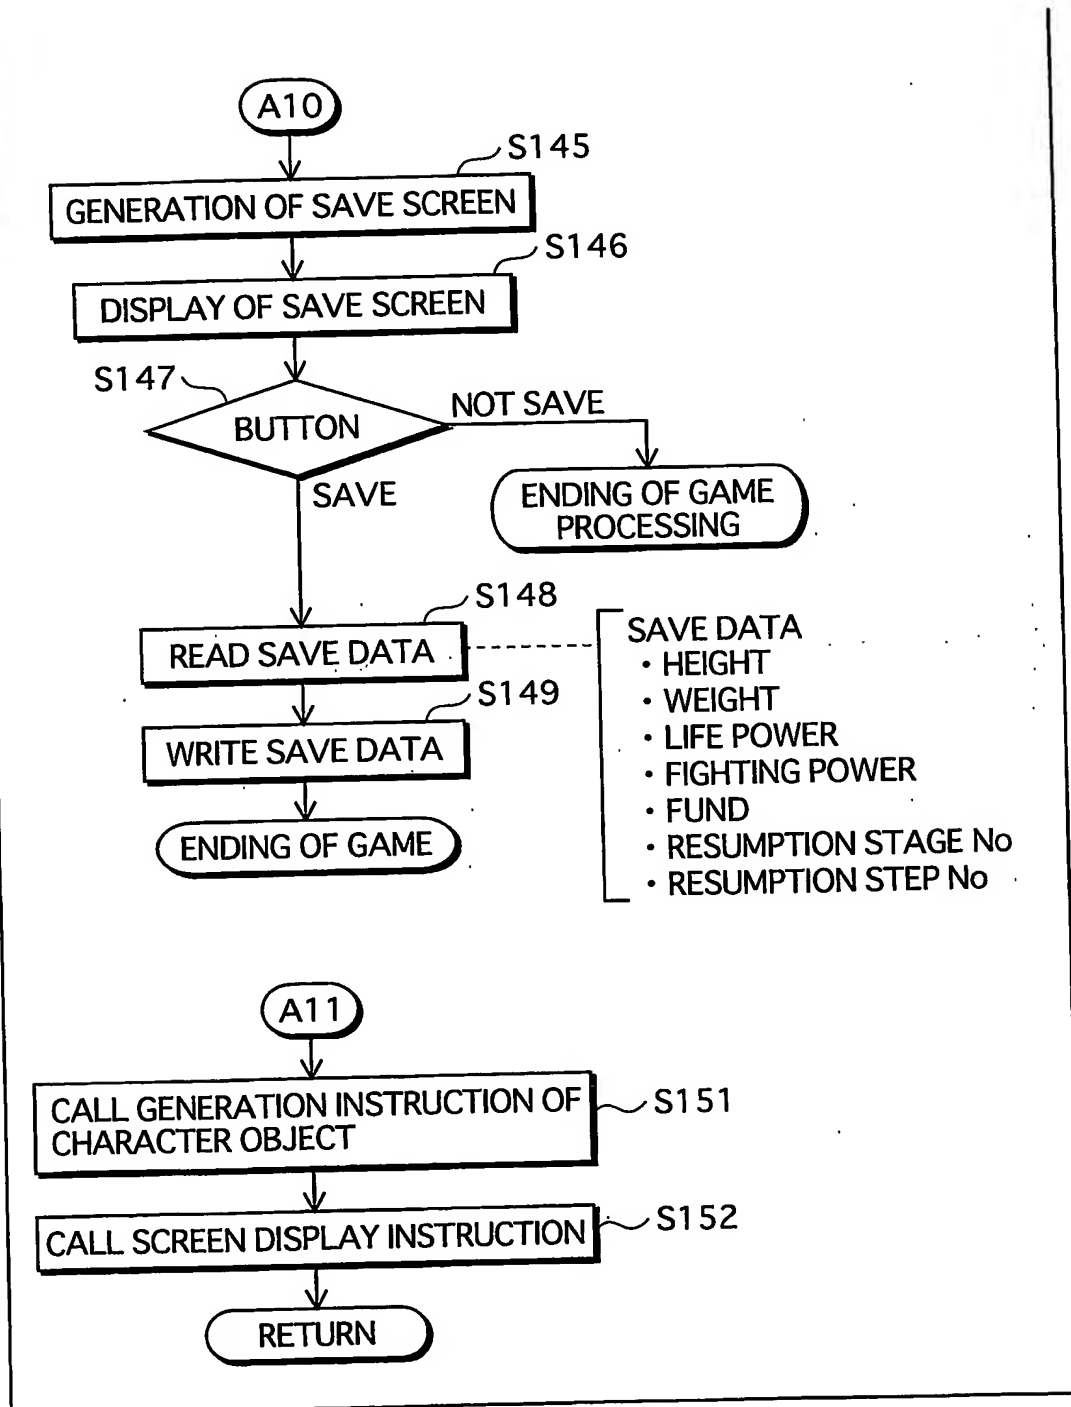 A10
S145
GENERATION OF SAVE SCREEN
S146
DISPLAY OF SAVE SCREEN
S147
BUTTON
NOT SAVE
ENDING OF GAME
PROCESSING
SAVE
S148
READ SAVE DATA
SAVE DATA
・HEIGHT
・WEIGHT
・LIFE POWER
・FIGHTING POWER
・FUND
・RESUMPTION STAGE No
・RESUMPTION STEP No
S149
WRITE SAVE DATA
ENDING OF GAME
A11
CALL GENERATION INSTRUCTION OF
CHARACTER OBJECT
S151
CALL SCREEN DISPLAY INSTRUCTION
S152
RETURN